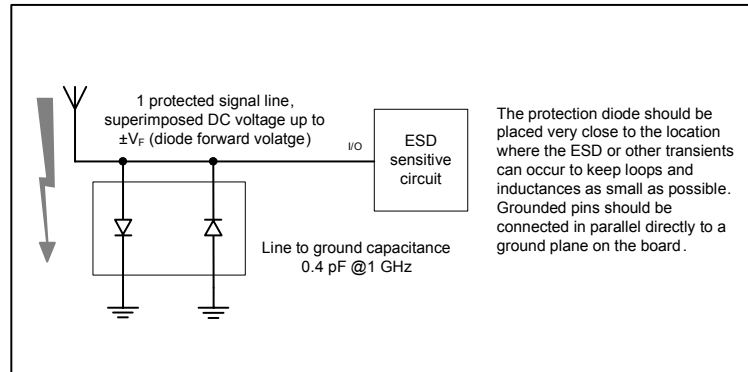 1 protected signal line,
superimposed DC voltage up to
±VF (diode forward volatge)
I/O
ESD
sensitive
circuit
Line to ground capacitance
0.4 pF @1 GHz
The protection diode should be
placed very close to the location
where the ESD or other transients
can occur to keep loops and
inductances as small as possible.
Grounded pins should be
connected in parallel directly to a
ground plane on the board.